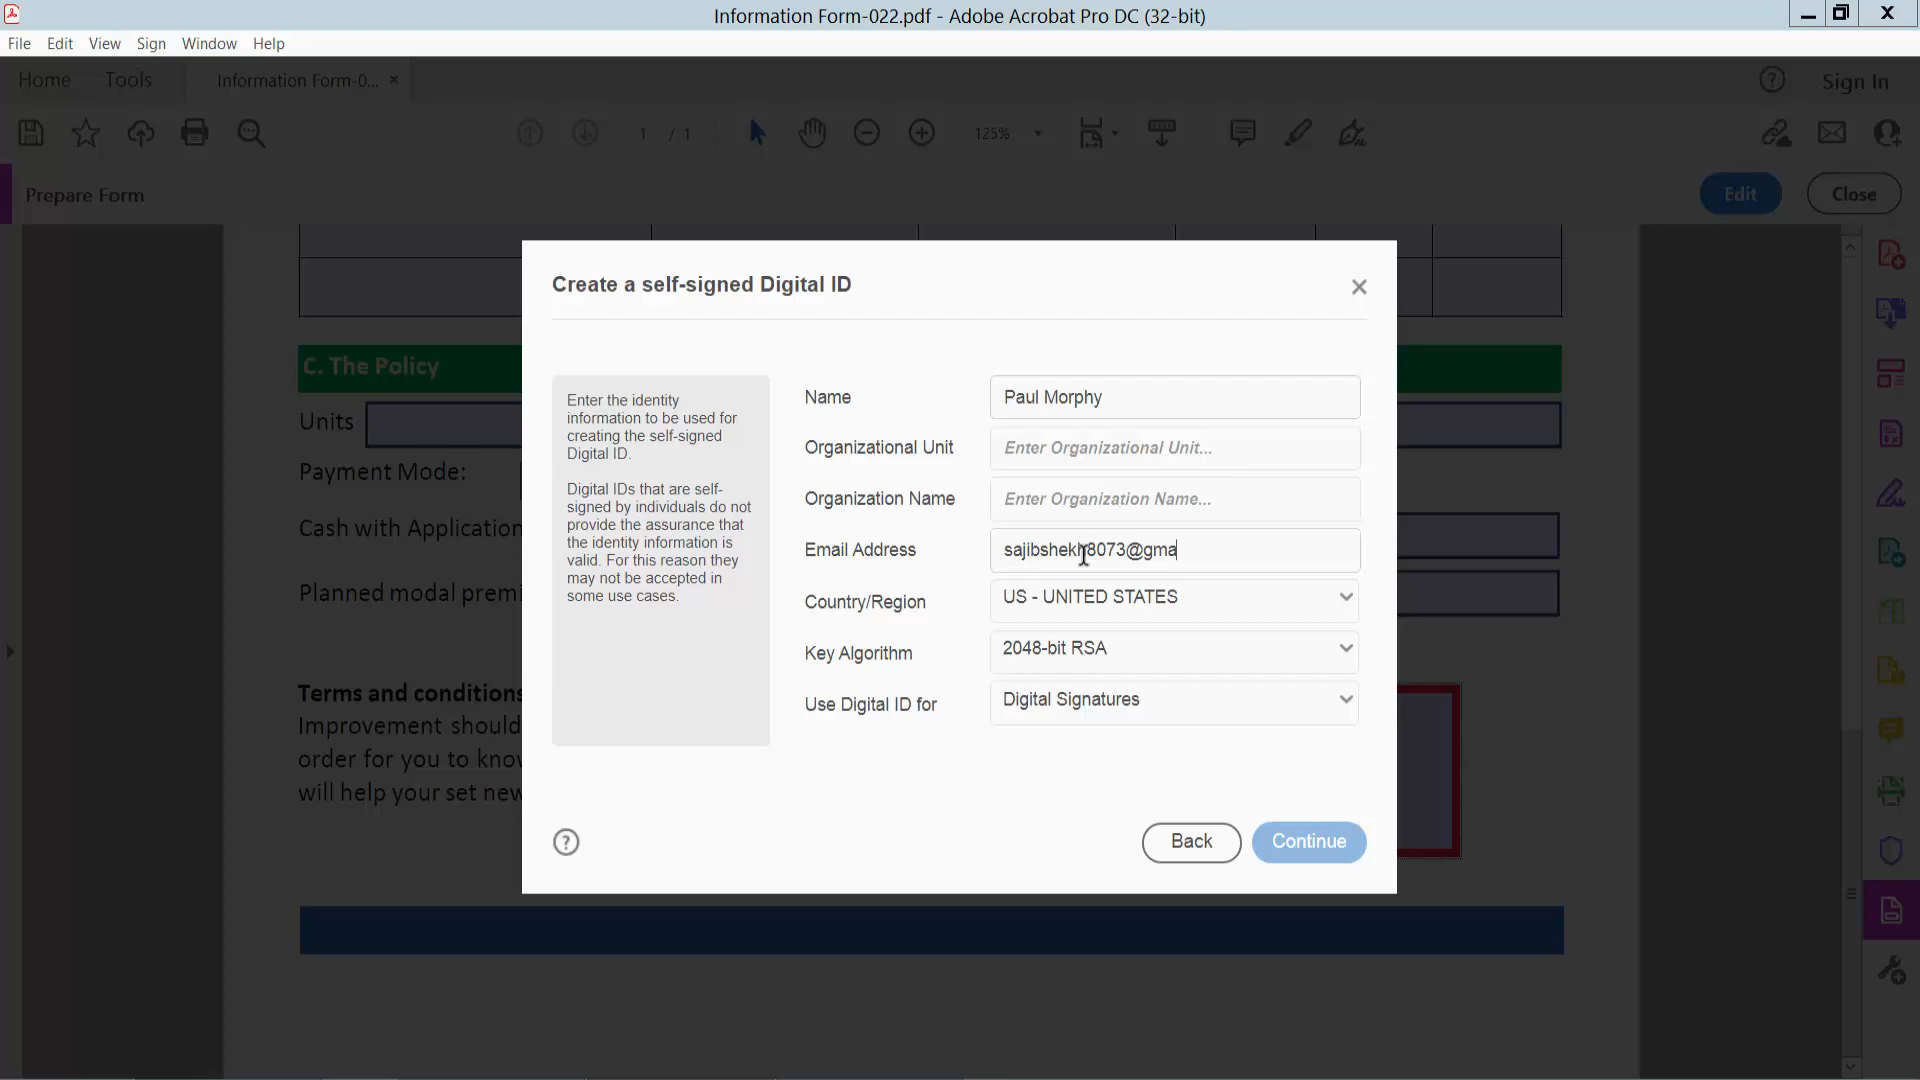 Information Form-022.pdf - Adobe Acrobat Pro DC (32-bit)
File Edit View Sign Window Help
Home Tools Information Form-0... × Sign In
1 / 1 125%
Prepare Form Edit Close
Create a self-signed Digital ID
Enter the identity
information to be used for
creating the self-signed
Digital ID.
Digital IDs that are self-
signed by individuals do not
provide the assurance that
the identity information is
valid. For this reason they
may not be accepted in
some use cases.
Name Paul Morphy
Organizational Unit Enter Organizational Unit...
Organization Name Enter Organization Name...
Email Address sajibshekh8073@gma
Country/Region US - UNITED STATES
Key Algorithm 2048-bit RSA
Use Digital ID for Digital Signatures
? Back Continue
C. The Policy
Units
Payment Mode:
Cash with Application
Planned modal premi
Terms and conditions
Improvement should
order for you to know
will help your set new